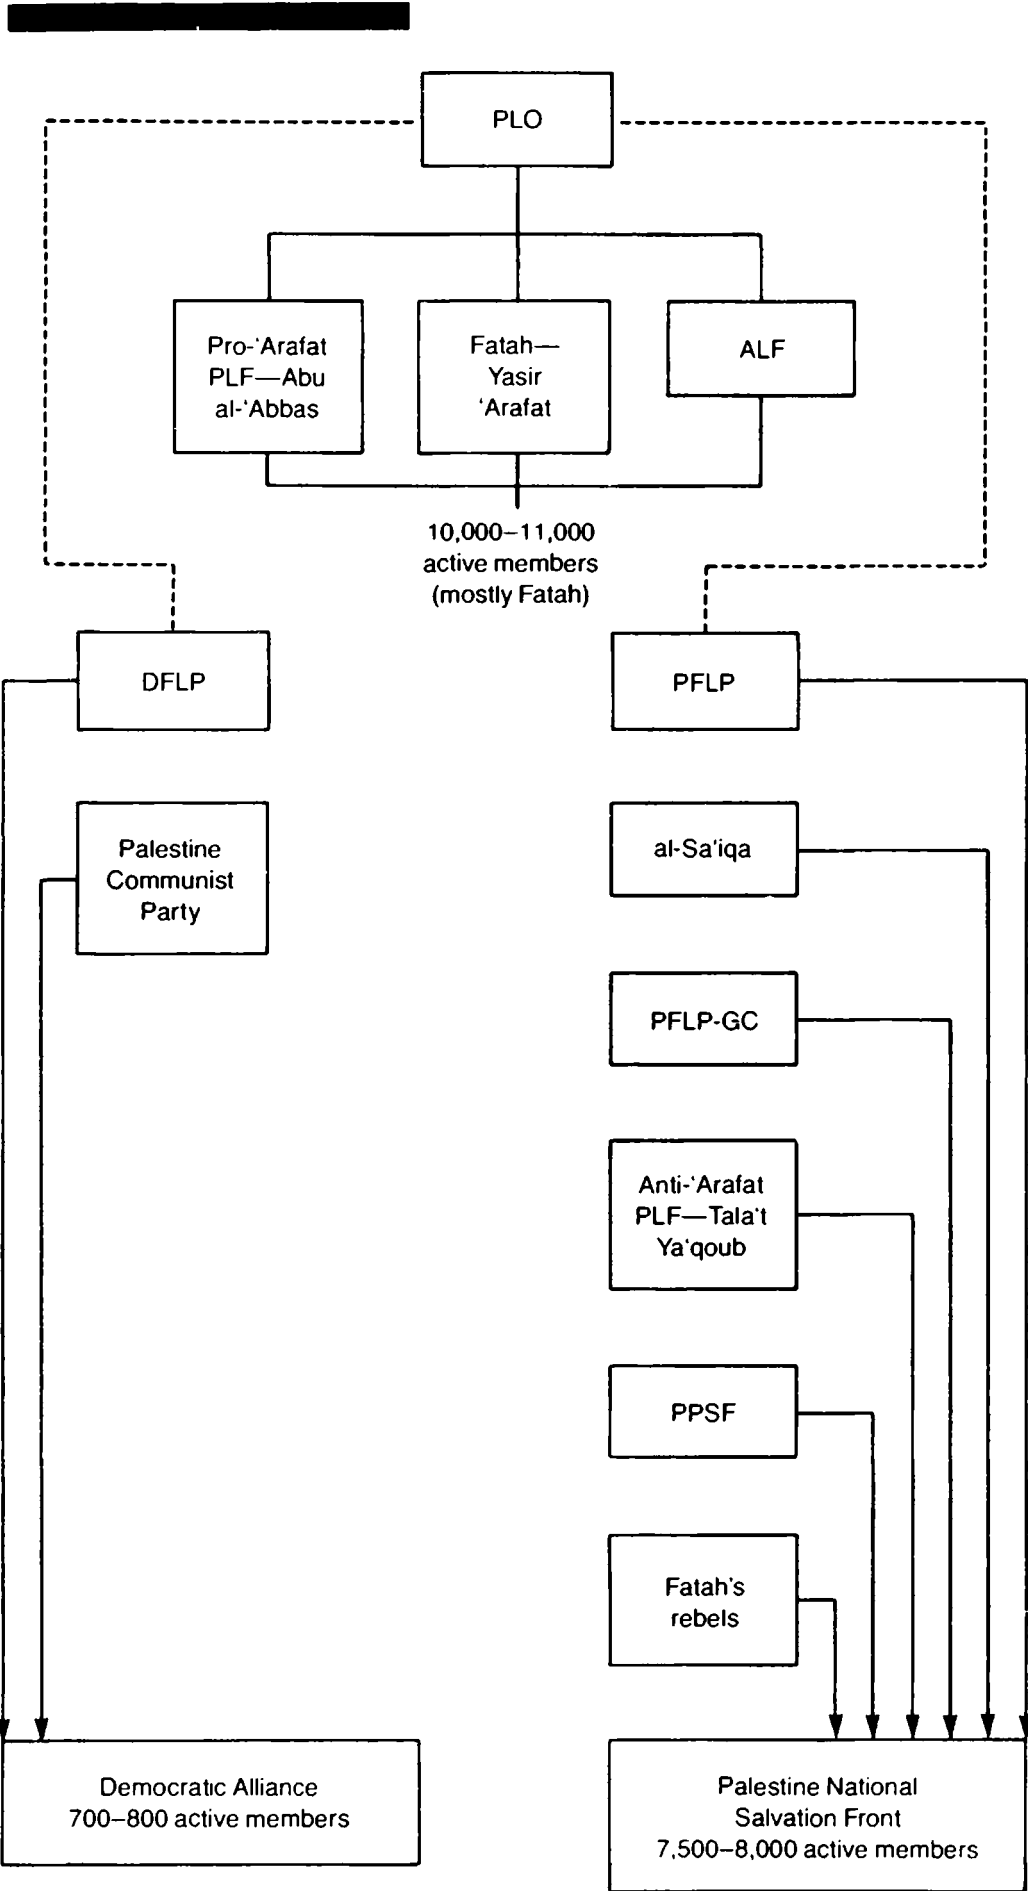 PLO
Pro-‘Arafat
PLF—Abu
al-‘Abbas
Fatah—
Yasir
‘Arafat
ALF
10,000–11,000
active members
(mostly Fatah)
DFLP
PFLP
Palestine
Communist
Party
al-Sa‘iqa
PFLP-GC
Anti-‘Arafat
PLF—Tala‘t
Ya‘qoub
PPSF
Fatah's
rebels
Democratic Alliance
700–800 active members
Palestine National
Salvation Front
7,500–8,000 active members